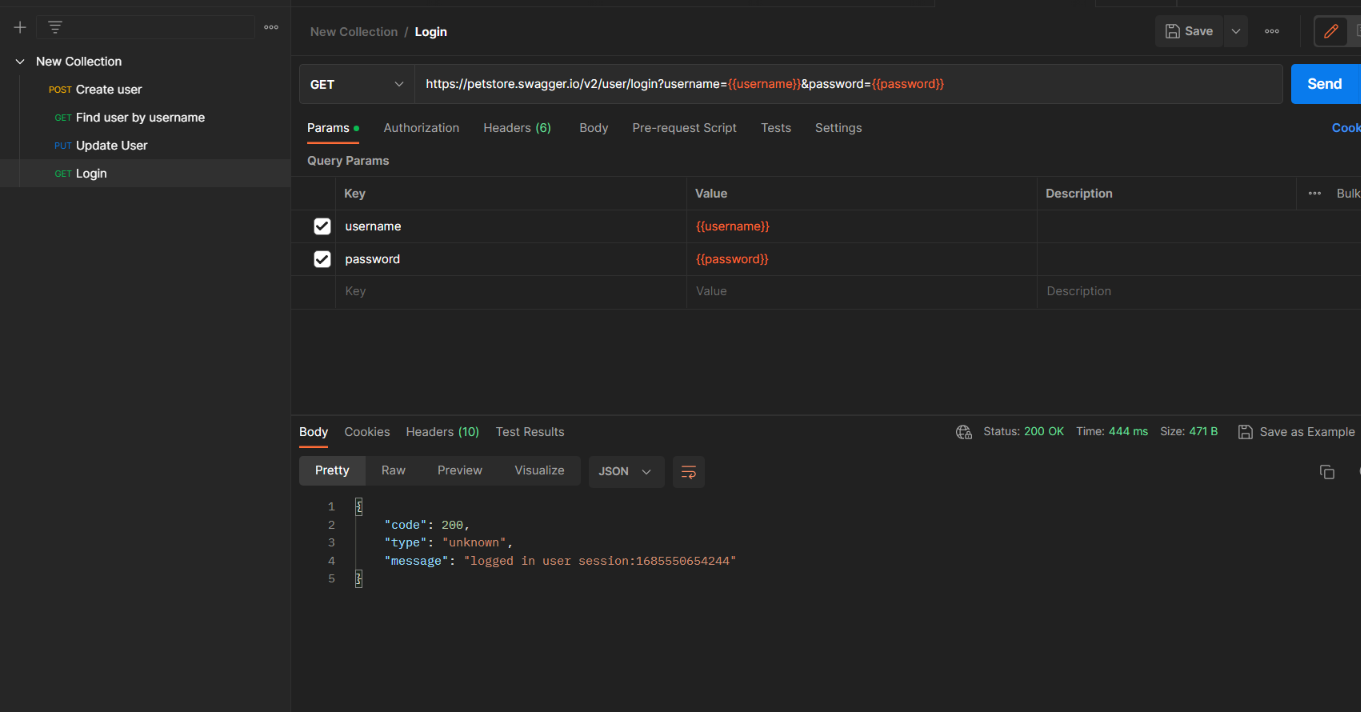 New Collection
POST Create user
GET Find user by username
PUT Update User
GET Login
New Collection / Login
Save
GET
https://petstore.swagger.io/v2/user/login?username={{username}}&password={{password}}
Send
Params
Authorization
Headers (6)
Body
Pre-request Script
Tests
Settings
Cook
Query Params
Key Value Description ••• Bulk
username {{username}}
password {{password}}
Key Value Description
Body Cookies Headers (10) Test Results
Status: 200 OK Time: 444 ms Size: 471 B Save as Example
Pretty Raw Preview Visualize JSON
1 {
2 "code": 200,
3 "type": "unknown",
4 "message": "logged in user session:1685550654244"
5 }